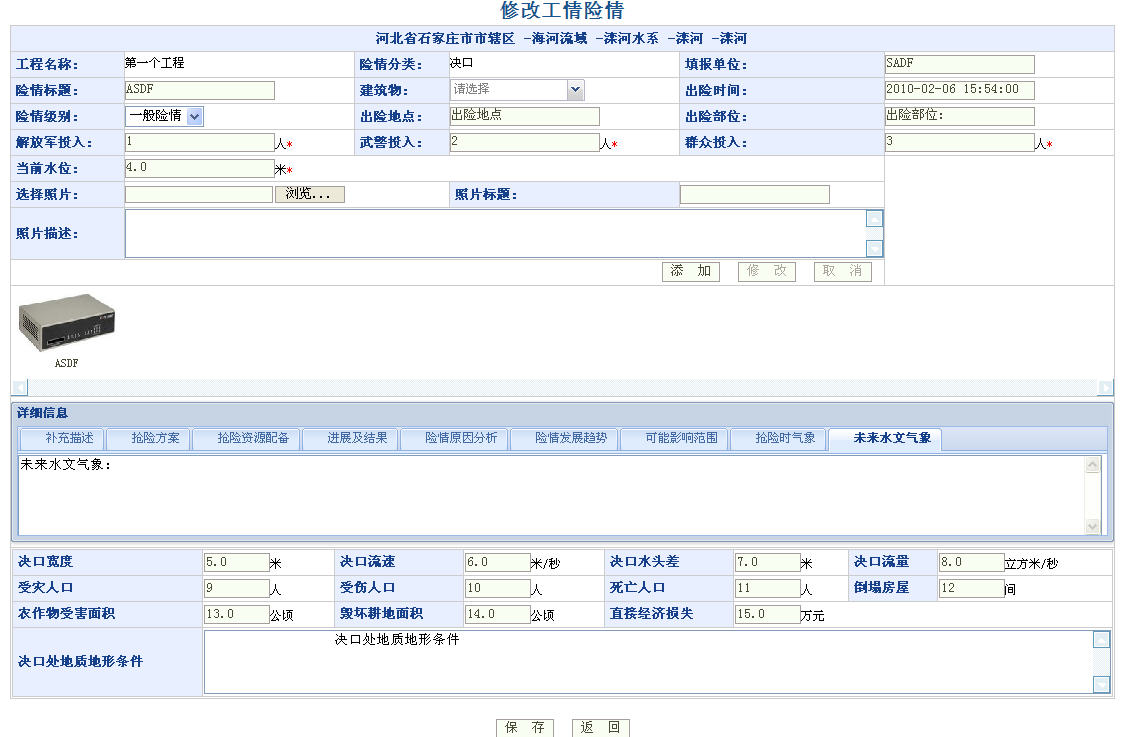 修改工情险情
河北省石家庄市市辖区 -海河流域 -滦河水系 -滦河 -滦河
工程名称: 第一个工程 险情分类: 决口 填报单位: SADF
险情标题: ASDF 建筑物: 请选择 出险时间: 2010-02-06 15:54:00
险情级别: 一般险情 出险地点: 出险地点 出险部位: 出险部位:
解放军投入: 1 人* 武警投入: 2 人* 群众投入: 3 人*
当前水位: 4.0 米*
选择照片: 浏览... 照片标题:
照片描述:
添 加 修 改 取 消
ASDF
详细信息
补充描述 抢险方案 抢险资源配备 进展及结果 险情原因分析 险情发展趋势 可能影响范围 抢险时气象 未来水文气象
未来水文气象:
决口宽度 5.0 米 决口流速 6.0 米/秒 决口水头差 7.0 米 决口流量 8.0 立方米/秒
受灾人口 9 人 受伤人口 10 人 死亡人口 11 人 倒塌房屋 12 间
农作物受害面积 13.0 公顷 毁坏耕地面积 14.0 公顷 直接经济损失 15.0 万元
决口处地质地形条件 决口处地质地形条件
保 存 返 回